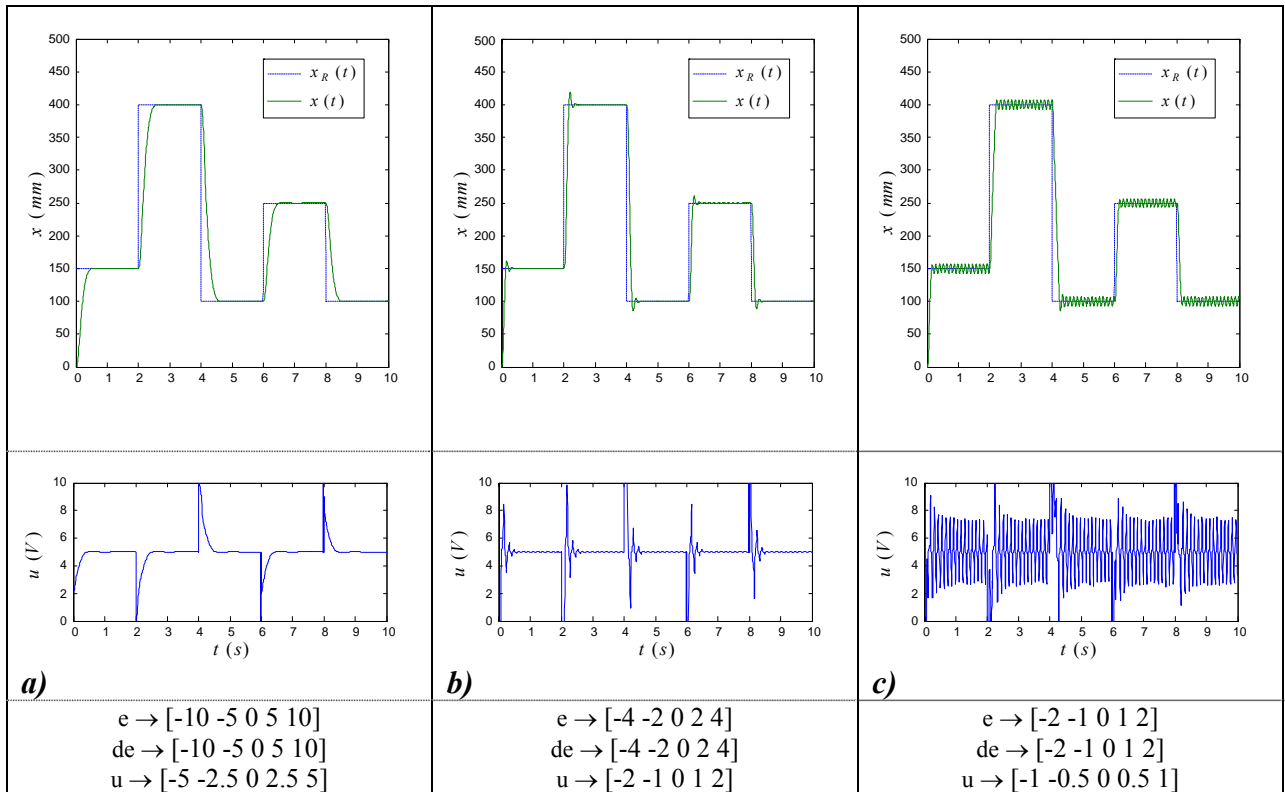 500
450
400
350
300
250
200
150
100
50
0
x (mm)
x_R (t)
x (t)
0 1 2 3 4 5 6 7 8 9 10
10
8
6
4
2
0
u (V)
0 1 2 3 4 5 6 7 8 9 10
t (s)
a)
e → [-10 -5 0 5 10]
de → [-10 -5 0 5 10]
u → [-5 -2.5 0 2.5 5]
500
450
400
350
300
250
200
150
100
50
0
x (mm)
x_R (t)
x (t)
0 1 2 3 4 5 6 7 8 9 10
10
8
6
4
2
0
u (V)
0 1 2 3 4 5 6 7 8 9 10
t (s)
b)
e → [-4 -2 0 2 4]
de → [-4 -2 0 2 4]
u → [-2 -1 0 1 2]
500
450
400
350
300
250
200
150
100
50
0
x (mm)
x_R (t)
x (t)
0 1 2 3 4 5 6 7 8 9 10
10
8
6
4
2
0
u (V)
0 1 2 3 4 5 6 7 8 9 10
t (s)
c)
e → [-2 -1 0 1 2]
de → [-2 -1 0 1 2]
u → [-1 -0.5 0 0.5 1]